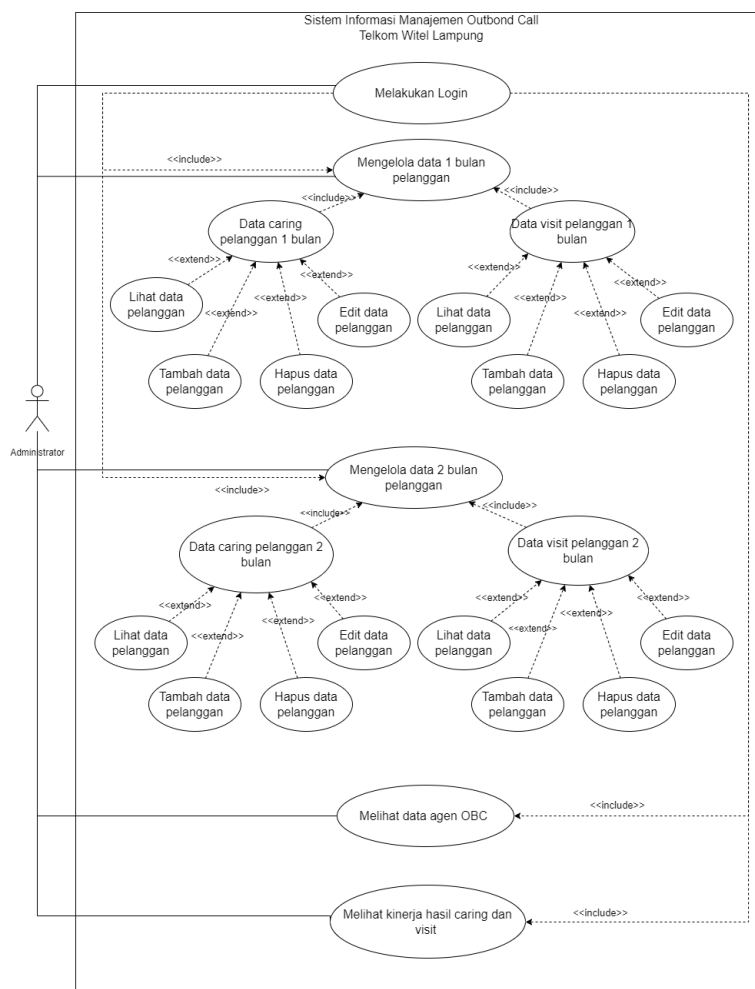 Sistem Informasi Manajemen Outbond Call
Telkom Witel Lampung
Melakukan Login
<<include>>
Mengelola data 1 bulan
pelanggan
<<include>>
<<include>>
Data caring
pelanggan 1 bulan
Data visit pelanggan 1
bulan
<<extend>>
<<extend>>
<<extend>>
<<extend>>
Lihat data
pelanggan
<<extend>>
Edit data
pelanggan
Lihat data
pelanggan
<<extend>>
Edit data
pelanggan
Tambah data
pelanggan
Hapus data
pelanggan
Tambah data
pelanggan
Hapus data
pelanggan
Administrator
Mengelola data 2 bulan
pelanggan
<<include>>
<<include>>
<<include>>
Data caring pelanggan 2
bulan
Data visit pelanggan 2
bulan
<<extend>>
<<extend>>
<<extend>>
<<extend>>
Lihat data
pelanggan
<<extend>>
Edit data
pelanggan
Lihat data
pelanggan
<<extend>>
Edit data
pelanggan
Tambah data
pelanggan
Hapus data
pelanggan
Tambah data
pelanggan
Hapus data
pelanggan
Melihat data agen OBC
<<include>>
Melihat kinerja hasil caring dan
visit
<<include>>